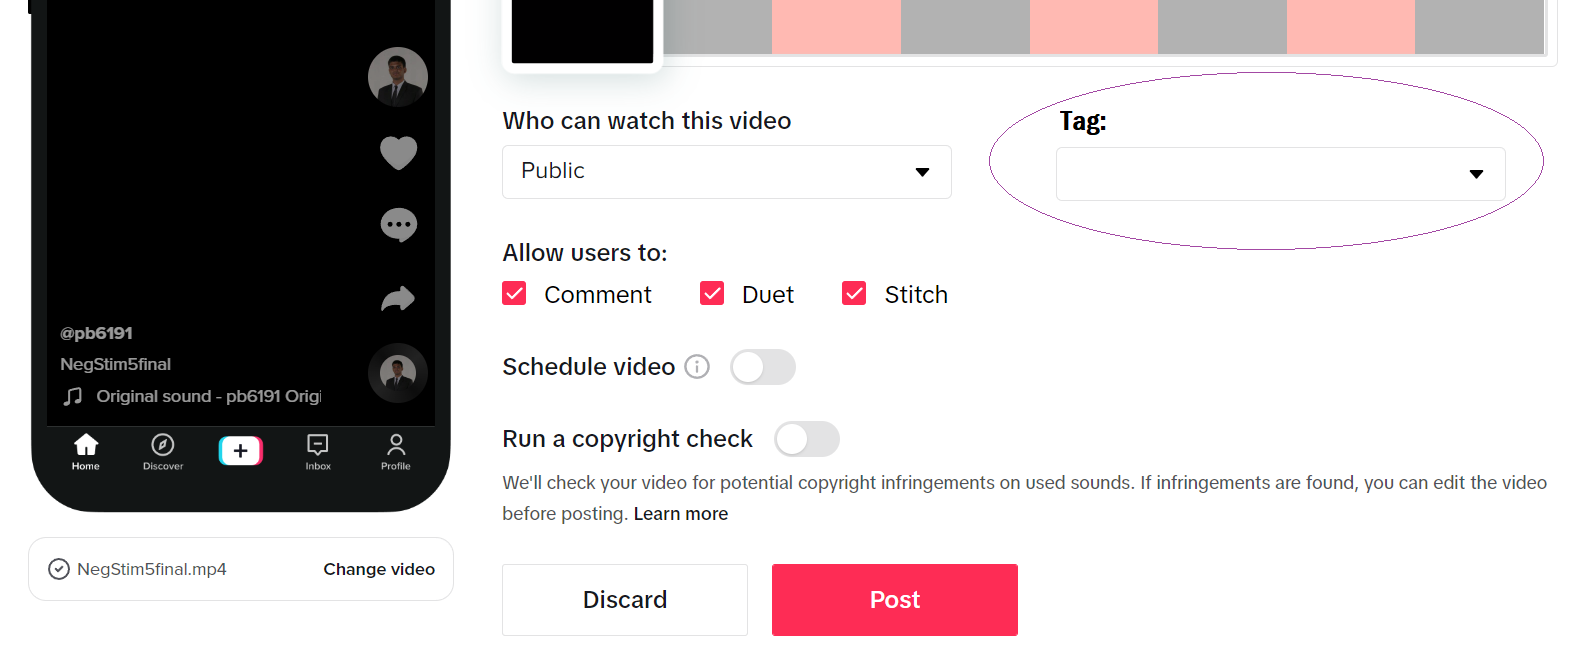 @pb6191
NegStim5final
Original sound - pb6191 Origi
Home
Discover
Inbox
Profile
NegStim5final.mp4
Change video
Who can watch this video
Public
Tag:
Allow users to:
Comment
Duet
Stitch
Schedule video
Run a copyright check
We'll check your video for potential copyright infringements on used sounds. If infringements are found, you can edit the video
before posting. Learn more
Discard
Post